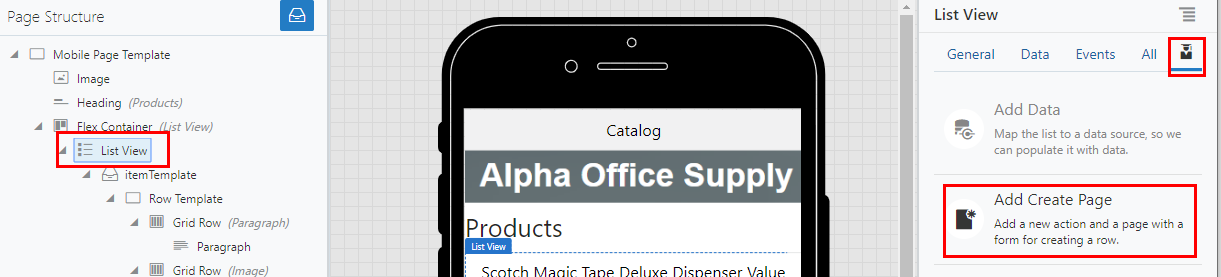 Page Structure
Mobile Page Template
Image
Heading (Products)
Flex Container (List View)
List View
itemTemplate
Row Template
Grid Row (Paragraph)
Paragraph
Grid Row (Image)
Catalog
Alpha Office Supply
Products
List View
Scotch Magic Tape Deluxe Dispenser Value
List View
General Data Events All
Add Data
Map the list to a data source, so we
can populate it with data.
Add Create Page
Add a new action and a page with a
form for creating a row.